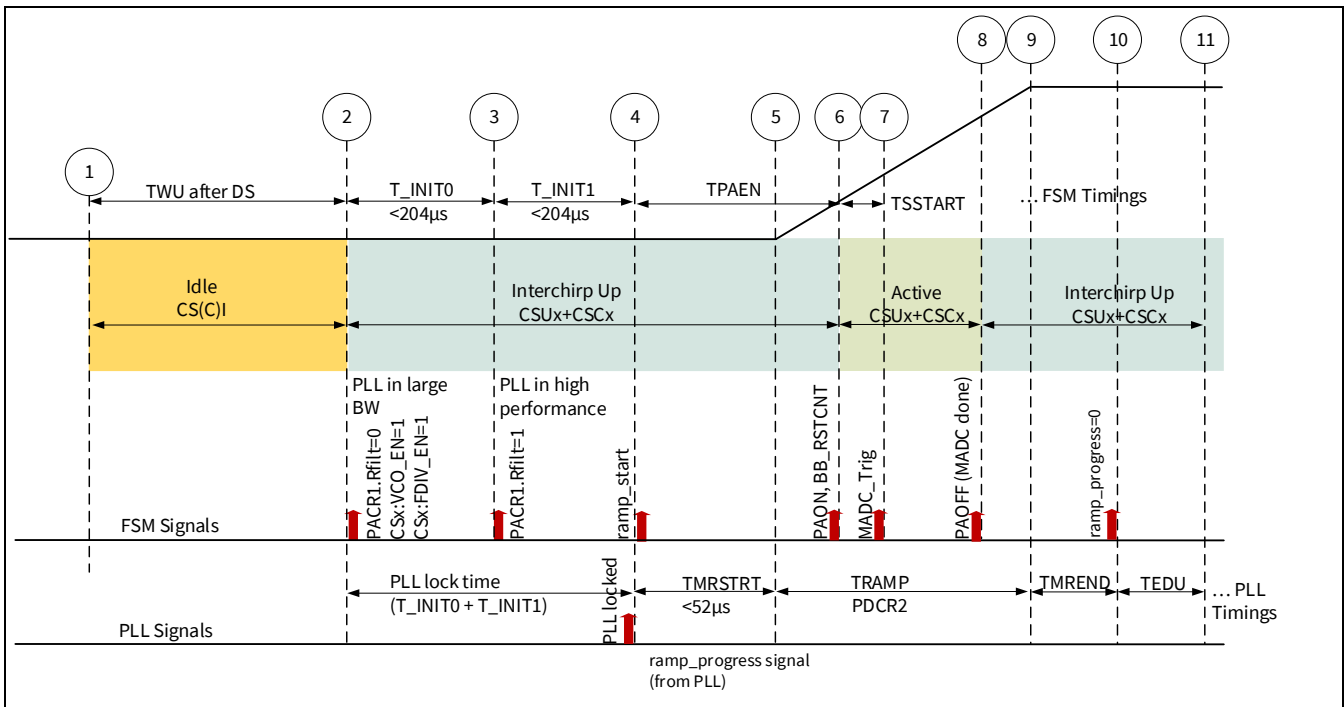 8
9
10
11
2
3
4
5
6
7
1
TWU after DS
T_INIT0
<204µs
T_INIT1
<204µs
TPAEN
TSSTART
... FSM Timings
Idle
CS(C)I
Interchirp Up
CSUx+CSCx
Active
CSUx+CSCx
Interchirp Up
CSUx+CSCx
PLL in large
BW
PLL in high
performance
PACR1.Rfilt=0
CSx:VCO_EN=1
CSx:FDIV_EN=1
PACR1.Rfilt=1
ramp_start
PAON, BB_RSTCNT
MADC_Trig
PAOFF (MADC done)
ramp_progress=0
FSM Signals
PLL lock time
(T_INIT0 + T_INIT1)
PLL locked
TMRSTRT
<52µs
TRAMP
PDCR2
TMREND
TEDU
... PLL
Timings
PLL Signals
ramp_progress signal
(from PLL)